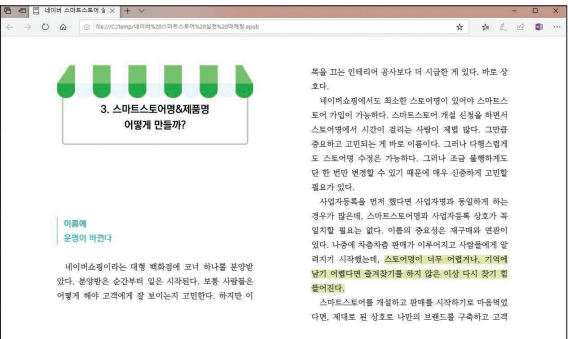 네이버 스마트스토어 실
file:///C:/temp/네이버%20스마트스토어%20실전%20마케팅.epub
3. 스마트스토어명&제품명
어떻게 만들까?
이름에
운명이 바뀐다
네이버쇼핑이라는 대형 백화점에 코너 하나를 분양받
았다. 분양받은 순간부터 일은 시작된다. 보통 사람들은
어떻게 해야 고객에게 잘 보이는지 고민한다. 하지만 이
목을 끄는 인테리어 공사보다 더 시급한 게 있다. 바로 상
호다.
네이버쇼핑에서도 최소한 스토어명이 있어야 스마트스
토어 가입이 가능하다. 스마트스토어 개설 신청을 하면서
스토어명에서 시간이 걸리는 사람이 제법 많다. 그만큼
중요하고 고민되는 게 바로 이름이다. 그러나 다행스럽게
도 스토어명 수정은 가능하다. 그러나 조금 불행하게도
단 한 번만 변경할 수 있기 때문에 매우 신중하게 고민할
필요가 있다.
사업자등록을 먼저 했다면 사업자명과 동일하게 하는
경우가 많은데, 스마트스토어명과 사업자등록 상호가 꼭
일치할 필요는 없다. 이름의 중요성은 재구매와 연관이
있다. 나중에 차츰차츰 판매가 이루어지고 사람들에게 알
려지기 시작했는데, 스토어명이 너무 어렵거나, 기억에
남기 어렵다면 즐겨찾기를 하지 않은 이상 다시 찾기 힘
들어진다.
스마트스토어를 개설하고 판매를 시작하기로 마음먹었
다면, 제대로 된 상호로 나만의 브랜드를 구축하고 고객